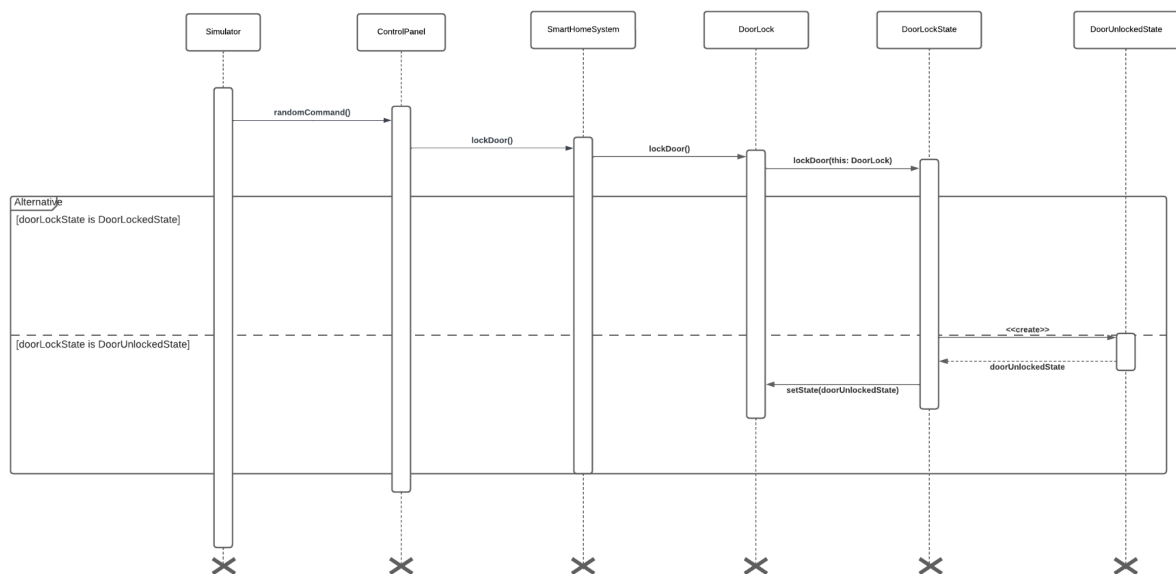 Simulator
ControlPanel
SmartHomeSystem
DoorLock
DoorLockState
DoorUnlockedState
randomCommand()
lockDoor()
lockDoor()
lockDoor(this: DoorLock)
Alternative
[doorLockState is DoorLockedState]
<<create>>
[doorLockState is DoorUnlockedState]
doorUnlockedState
setState(doorUnlockedState)